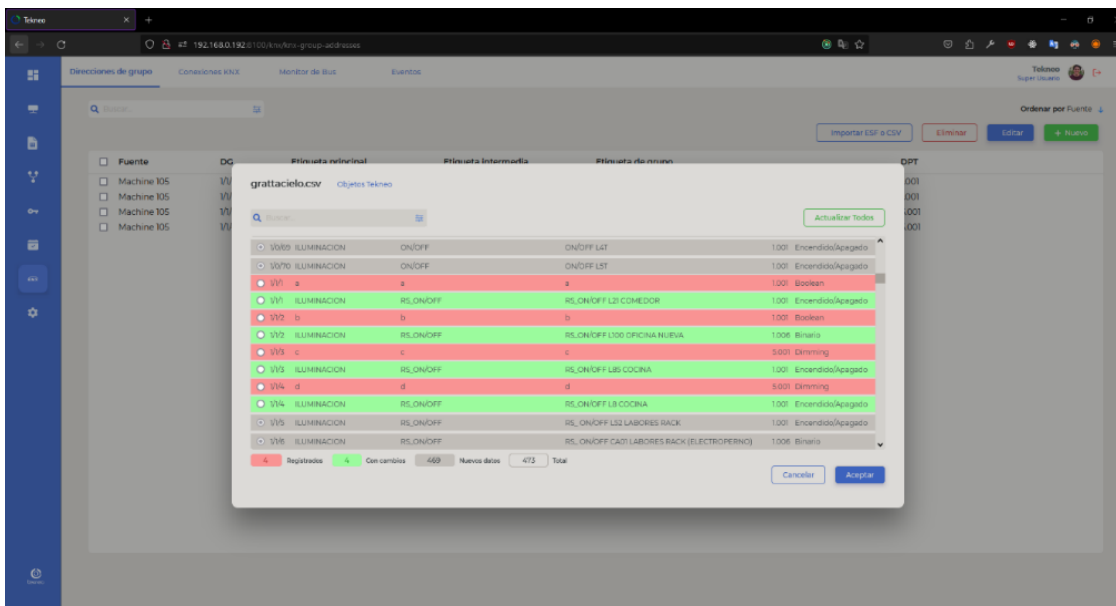 Tekneo
192.168.0.192:8100/knx/knx-group-addresses
Direcciones de grupo Conexiones KNX Monitor de Bus Eventos
Tekneo
Super Usuario
Buscar...
Ordenar por Fuente
Importar ESF o CSV Eliminar Editar + Nuevo
Fuente DG Etiqueta principal Etiqueta intermedia Etiqueta de grupo DPT
Machine 105
Machine 105
Machine 105
Machine 105
grattacielo.csv Objetos Tekneo
Buscar...
Actualizar Todos
1/0/69 ILUMINACION ON/OFF ON/OFF L4T 1.001 Encendido/Apagado
1/0/70 ILUMINACION ON/OFF ON/OFF L5T 1.001 Encendido/Apagado
1/1/1 a a a 1.001 Boolean
1/1/1 ILUMINACION RS_ON/OFF RS_ON/OFF L21 COMEDOR 1.001 Encendido/Apagado
1/1/2 b b b 1.001 Boolean
1/1/2 ILUMINACION RS_ON/OFF RS_ON/OFF L100 OFICINA NUEVA 1.006 Binario
1/1/3 c c c 5.001 Dimming
1/1/3 ILUMINACION RS_ON/OFF RS_ON/OFF L85 COCINA 1.001 Encendido/Apagado
1/1/4 d d d 5.001 Dimming
1/1/4 ILUMINACION RS_ON/OFF RS_ON/OFF L8 COCINA 1.001 Encendido/Apagado
1/1/5 ILUMINACION RS_ON/OFF RS_ ON/OFF L32 LABORES RACK 1.001 Encendido/Apagado
1/1/6 ILUMINACION RS_ON/OFF RS_ ON/OFF CA01 LABORES RACK (ELECTROPERNO) 1.006 Binario
4 Registrados 4 Con cambios 469 Nuevos datos 473 Total
Cancelar Aceptar